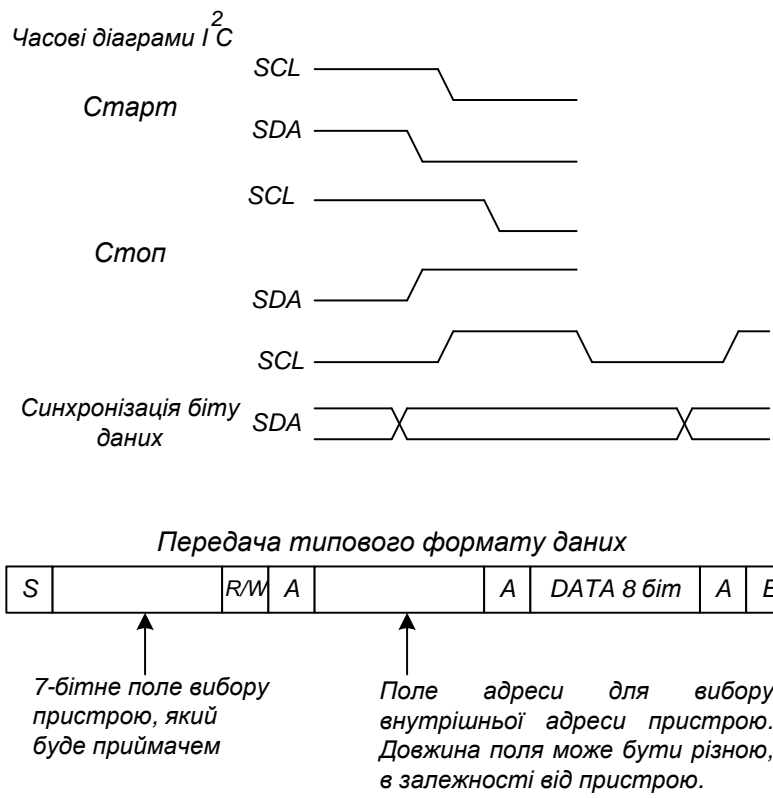 Часові діаграми I²C
SCL
Старт
SDA
SCL
Стоп
SDA
SCL
Синхронізація біту
даних
SDA
Передача типового формату даних
S R/W A A DATA 8 біт A E
7-бітне поле вибору
пристрою, який
буде приймачем
Поле адреси для вибору
внутрішньої адреси пристрою.
Довжина поля може бути різною,
в залежності від пристрою.